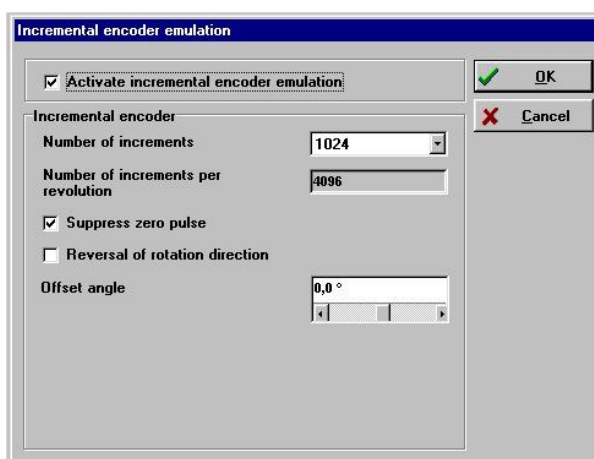 Incremental encoder emulation
Activate incremental encoder emulation
OK
Cancel
Incremental encoder
Number of increments
1024
Number of increments per
revolution
4096
Suppress zero pulse
Reversal of rotation direction
Offset angle
0,0 °